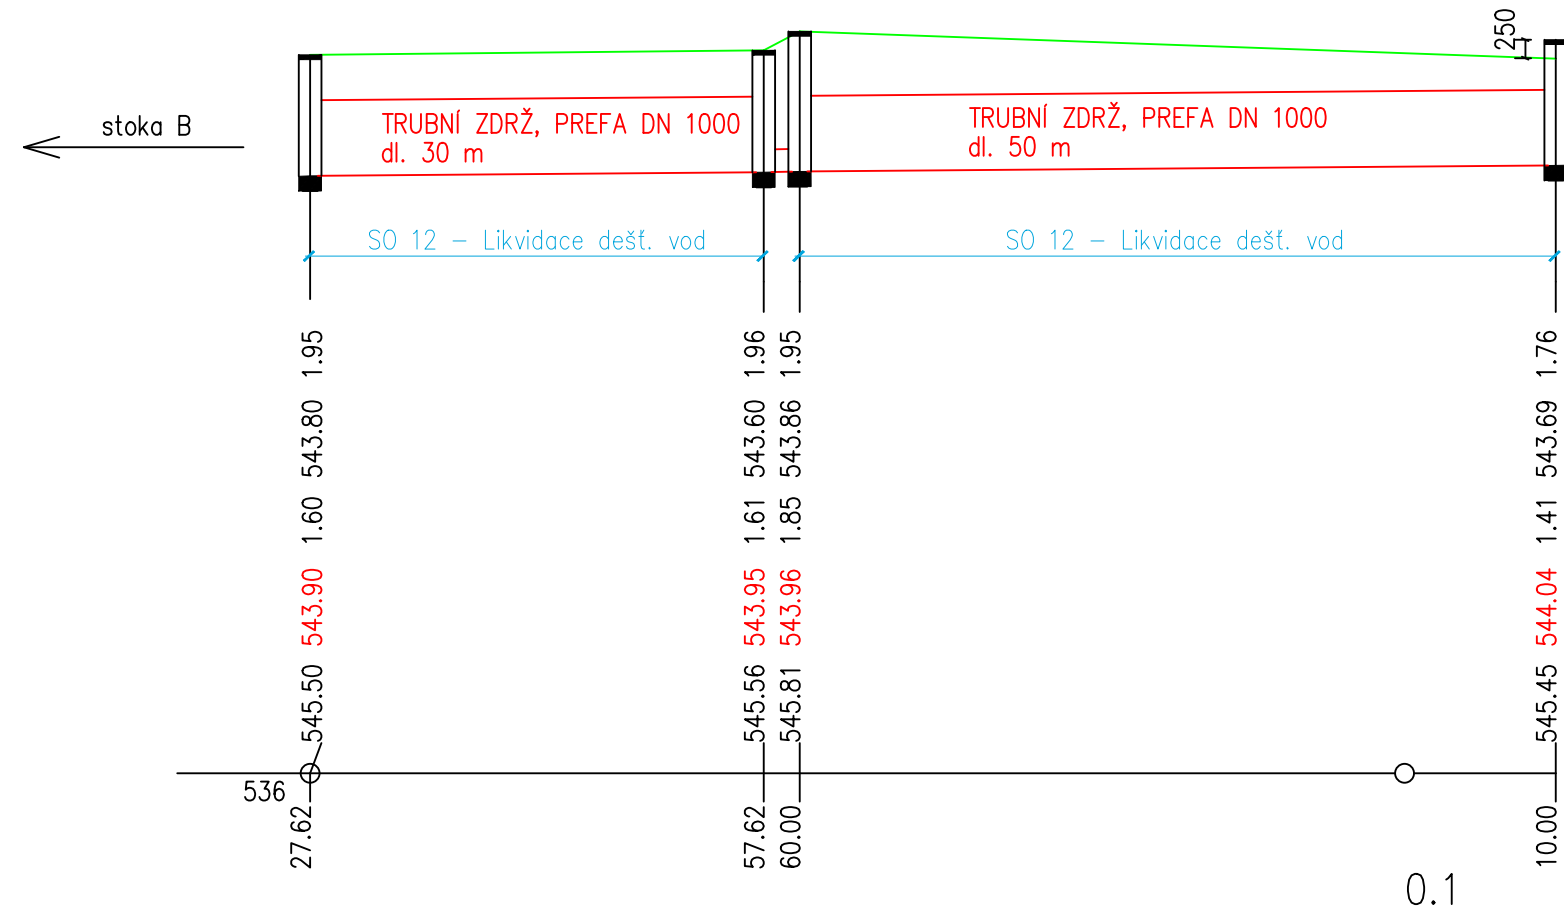 250
stoka B
TRUBNÍ ZDRŽ, PREFA DN 1000
dl. 30 m
TRUBNÍ ZDRŽ, PREFA DN 1000
dl. 50 m
SO 12 – Likvidace dešť. vod
SO 12 – Likvidace dešť. vod
545.50 543.90 1.60 543.80 1.95
545.56 543.95 1.61 543.60 1.96
545.81 543.96 1.85 543.86 1.95
545.45 544.04 1.41 543.69 1.76
536
27.62
57.62
60.00
10.00
0.1